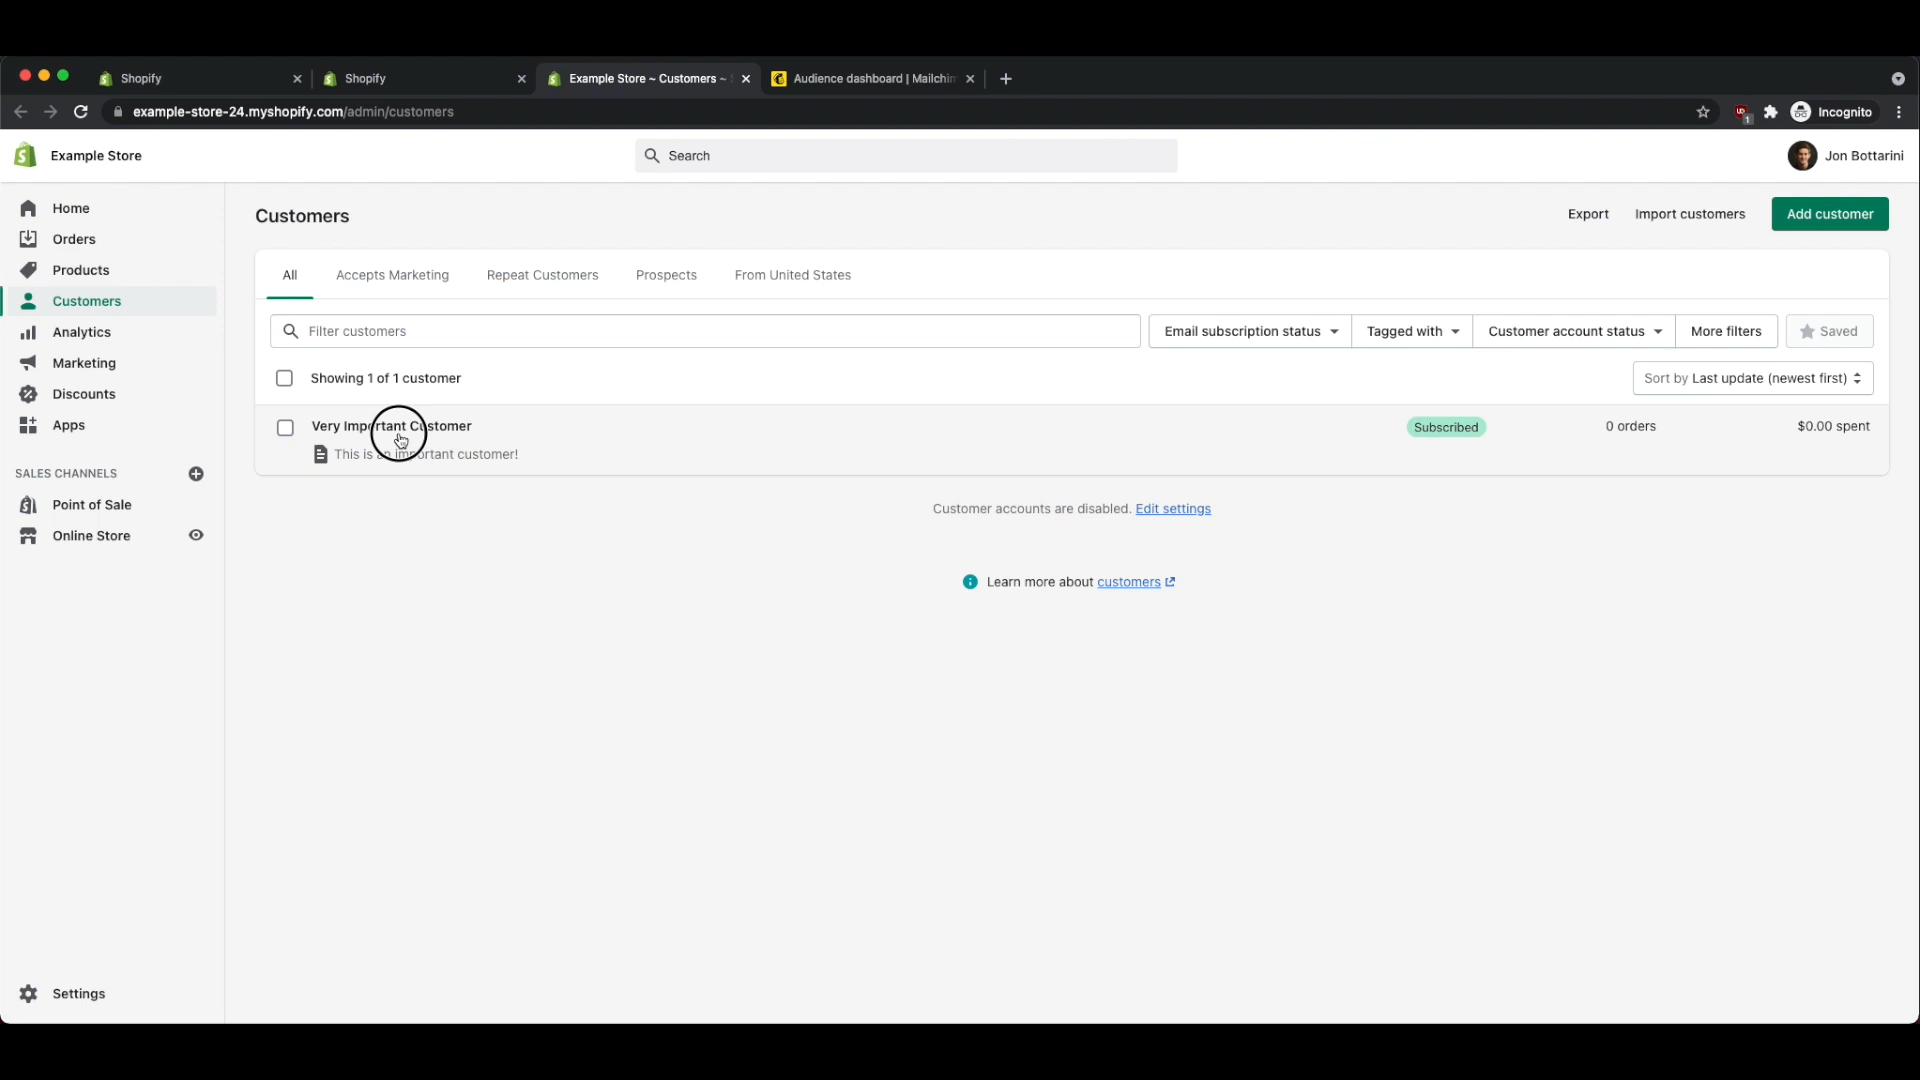 Shopify
Shopify
Example Store ~ Customers ~
Audience dashboard | Mailchim
example-store-24.myshopify.com/admin/customers
1
Incognito
Example Store
Search
Jon Bottarini
Home
Orders
Products
Customers
Analytics
Marketing
Discounts
Apps
SALES CHANNELS
Point of Sale
Online Store
Settings
Customers
Export
Import customers
Add customer
All
Accepts Marketing
Repeat Customers
Prospects
From United States
Filter customers
Email subscription status
Tagged with
Customer account status
More filters
Saved
Showing 1 of 1 customer
Sort by Last update (newest first)
Very Important Customer
Subscribed
0 orders
$0.00 spent
This is an important customer!
Customer accounts are disabled. Edit settings
Learn more about customers